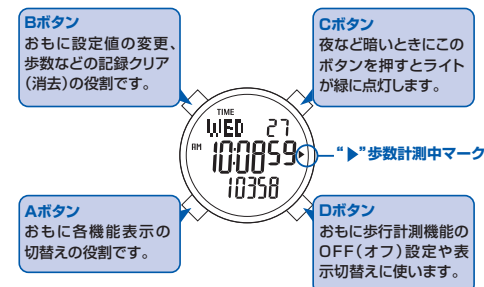 Bボタン
おもに設定値の変更、
歩数などの記録クリア
(消去)の役割です。
Cボタン
夜など暗いときにこの
ボタンを押すとライト
が緑に点灯します。
TIME
WED 27
AM 10:0859
10358
“▶”歩数計測中マーク
Aボタン
おもに各機能表示の
切替えの役割です。
Dボタン
おもに歩行計測機能の
OFF(オフ)設定や表
示切替えに使います。